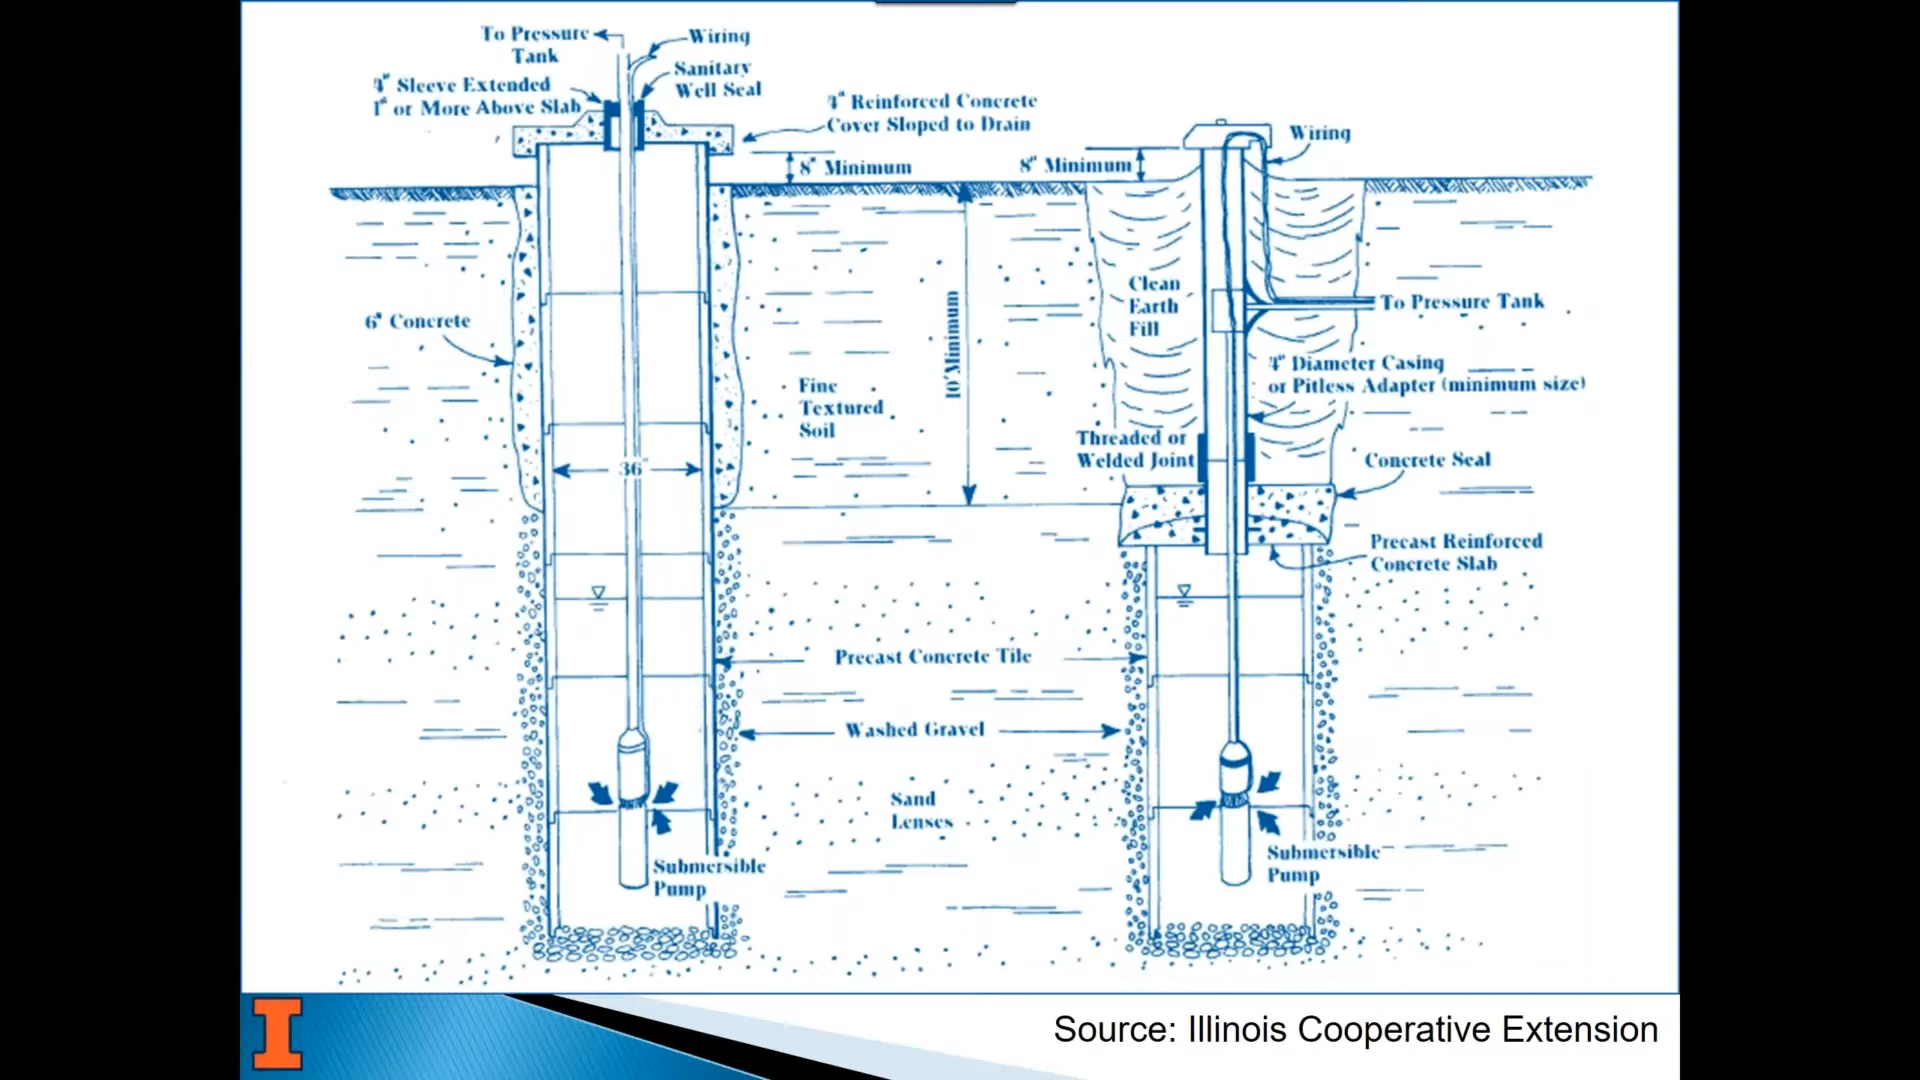 To Pressure
Tank
Wiring
Sanitary
Well Seal
4" Sleeve Extended
1" or More Above Slab
4" Reinforced Concrete
Cover Sloped to Drain
8" Minimum
8" Minimum
Wiring
6" Concrete
10' Minimum
Clean
Earth
Fill
To Pressure Tank
Fine
Textured
Soil
4" Diameter Casing
or Pitless Adapter (minimum size)
36"
Threaded or
Welded Joint
Concrete Seal
Precast Reinforced
Concrete Slab
Precast Concrete Tile
Washed Gravel
Sand
Lenses
Submersible
Pump
Submersible
Pump
I
Source: Illinois Cooperative Extension